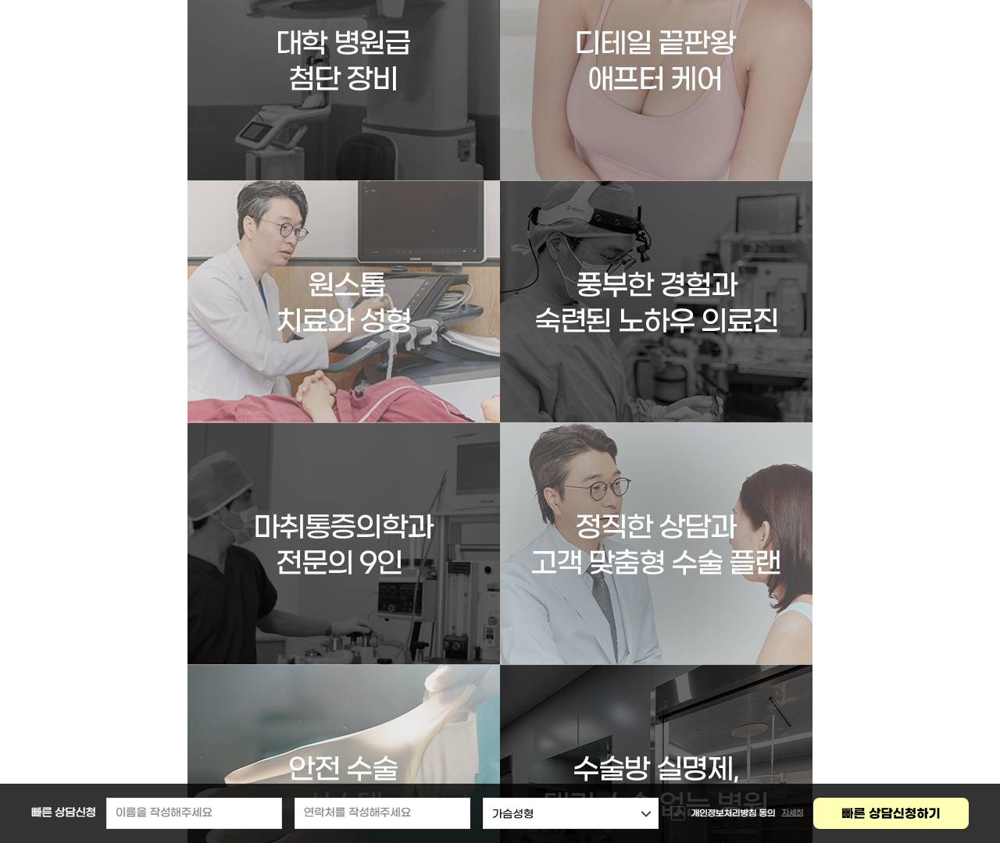 대학 병원급
첨단 장비
디테일 끝판왕
애프터 케어
원스톱
치료와 성형
풍부한 경험과
숙련된 노하우 의료진
마취통증의학과
전문의 9인
정직한 상담과
고객 맞춤형 수술 플랜
안전 수술
수술방 실명제,
대리 수술 없는 병원
빠른 상담신청
이름을 작성해주세요
연락처를 작성해주세요
가슴성형
개인정보처리방침 동의
자세히
빠른 상담신청하기